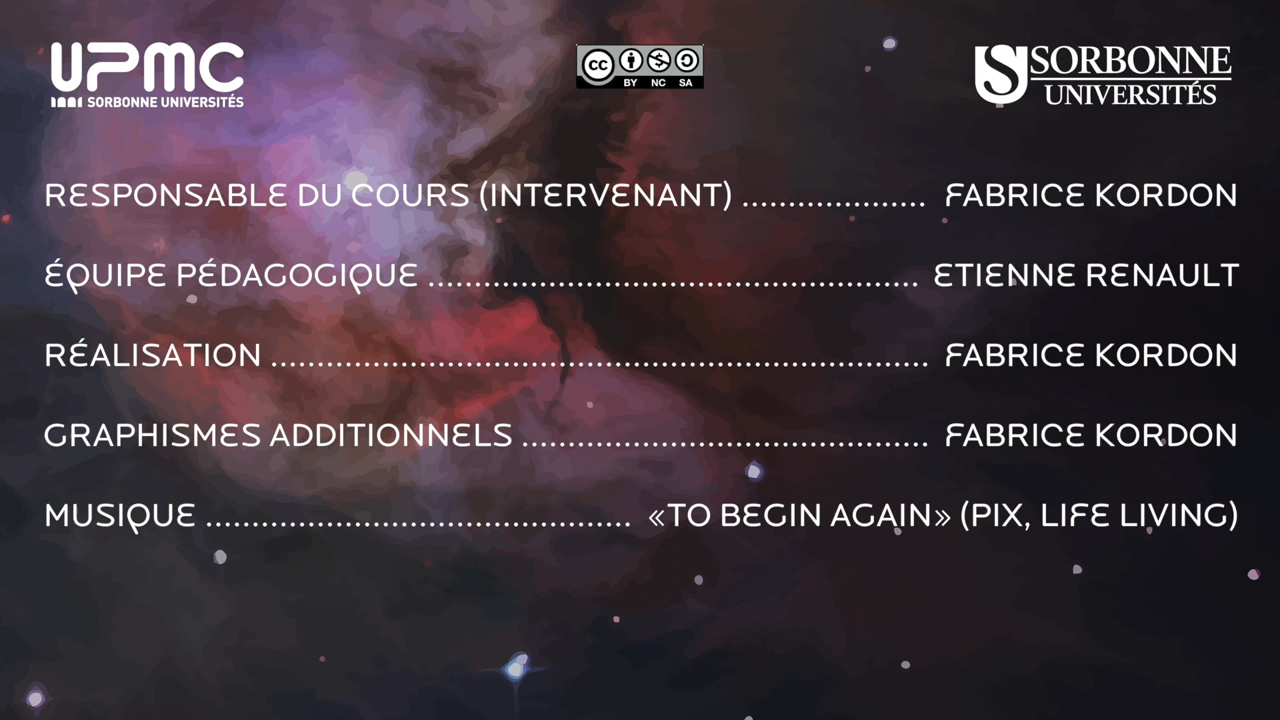 UPMC
SORBONNE UNIVERSITÉS
CC BY NC SA
SORBONNE
UNIVERSITÉS
RESPONSABLE DU COURS (INTERVENANT) ................... FABRICE KORDON
ÉQUIPE PÉDAGOGIQUE .................................................... ETIENNE RENAULT
RÉALISATION ...................................................................... FABRICE KORDON
GRAPHISMES ADDITIONNELS ........................................... FABRICE KORDON
MUSIQUE ............................................. «TO BEGIN AGAIN» (PIX, LIFE LIVING)